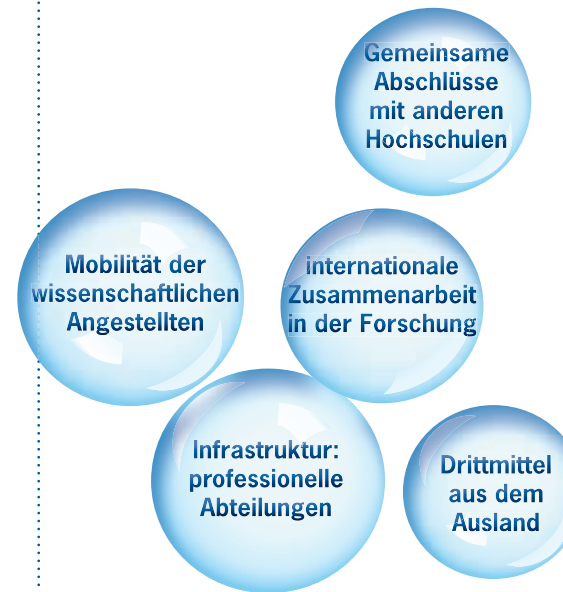 Gemeinsame
Abschlüsse
mit anderen
Hochschulen
Mobilität der
wissenschaftlichen
Angestellten
internationale
Zusammenarbeit
in der Forschung
Infrastruktur:
professionelle
Abteilungen
Drittmittel
aus dem
Ausland